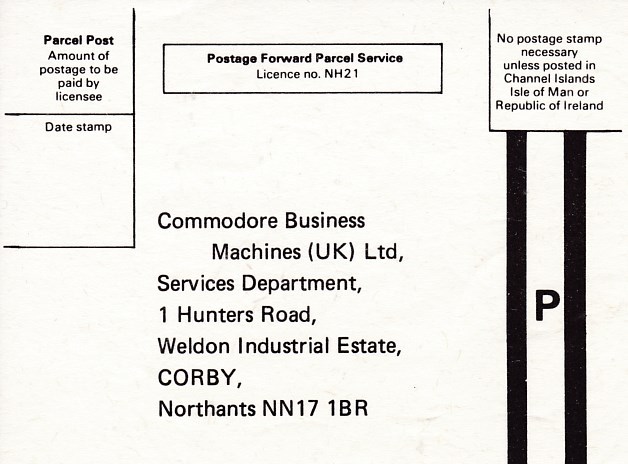 Parcel Post
Amount of
postage to be
paid by
licensee
Date stamp
Postage Forward Parcel Service
Licence no. NH21
No postage stamp
necessary
unless posted in
Channel Islands
Isle of Man or
Republic of Ireland
Commodore Business
Machines (UK) Ltd,
Services Department,
1 Hunters Road,
Weldon Industrial Estate,
CORBY,
Northants NN17 1BR
P